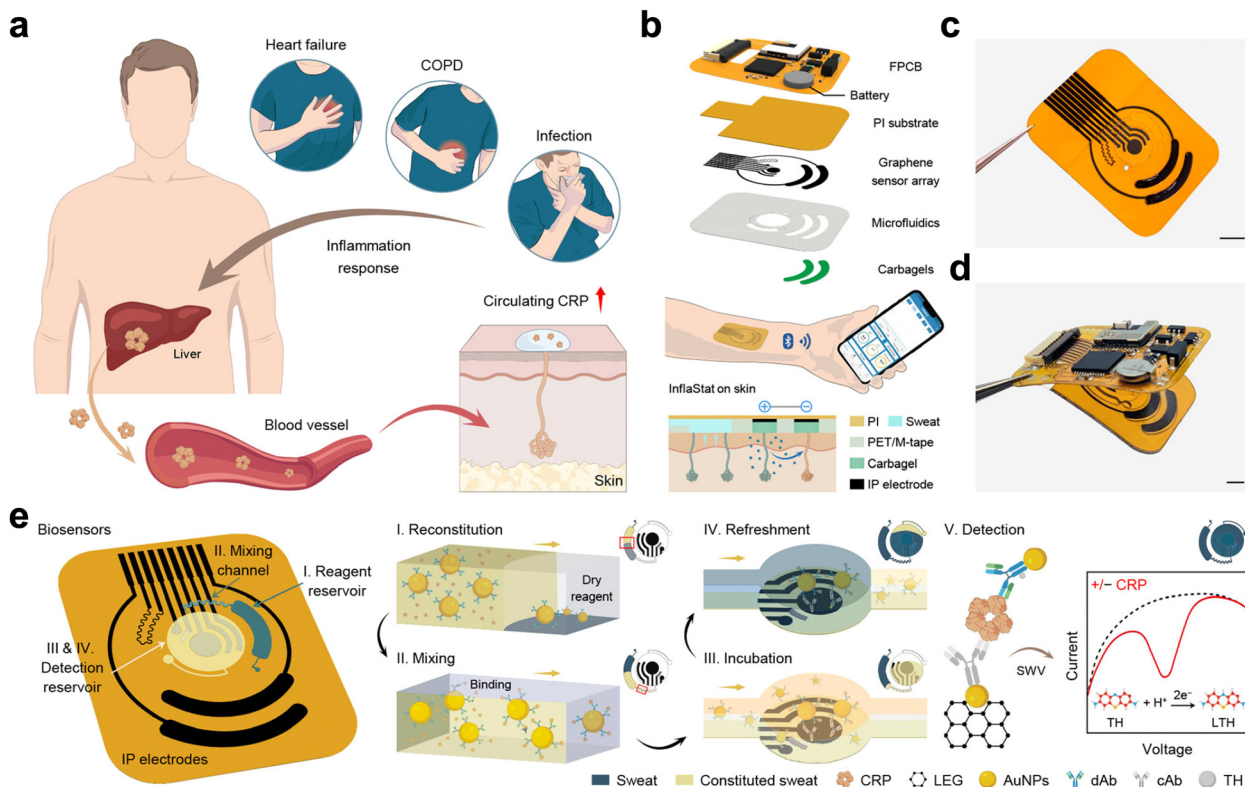 a
Heart failure
COPD
Infection
Inflammation
response
Liver
Circulating CRP
Blood vessel
Skin
b
FPCB
Battery
PI substrate
Graphene
sensor array
Microfluidics
Carbagels
InflaStat on skin
PI
Sweat
PET/M-tape
Carbagel
IP electrode
c
d
e
Biosensors
II. Mixing
channel
I. Reagent
reservoir
III & IV.
Detection
reservoir
IP electrodes
I. Reconstitution
Dry
reagent
II. Mixing
Binding
IV. Refreshment
III. Incubation
V. Detection
SWV
+/− CRP
Current
TH
+ H⁺
2e⁻
LTH
Voltage
Sweat
Constituted sweat
CRP
LEG
AuNPs
dAb
cAb
TH